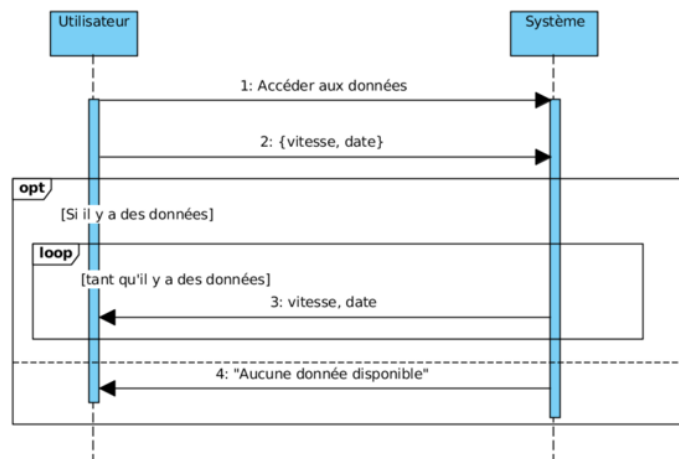 Utilisateur
Système
1: Accéder aux données
2: {vitesse, date}
opt
[Si il y a des données]
loop
[tant qu'il y a des données]
3: vitesse, date
4: "Aucune donnée disponible"